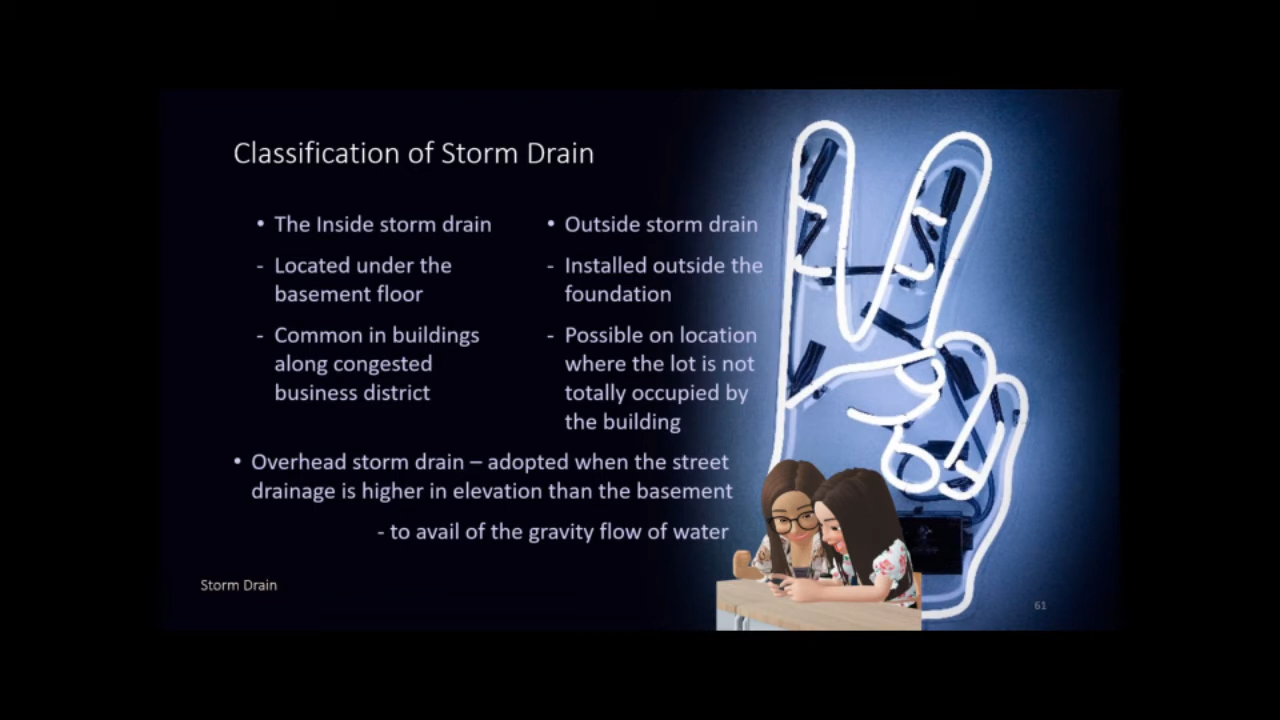 Classification of Storm Drain
• The Inside storm drain
- Located under the
basement floor
- Common in buildings
along congested
business district
• Outside storm drain
- Installed outside the
foundation
- Possible on location
where the lot is not
totally occupied by
the building
• Overhead storm drain – adopted when the street
drainage is higher in elevation than the basement
- to avail of the gravity flow of water
Storm Drain
61